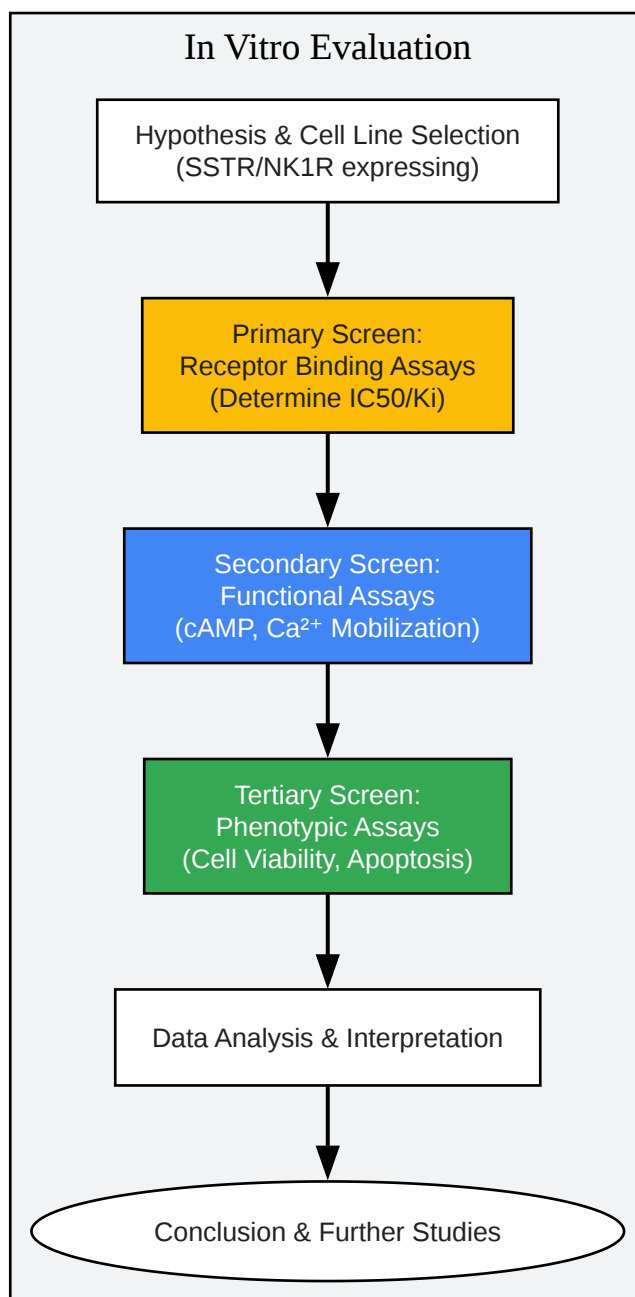 In Vitro Evaluation
Hypothesis & Cell Line Selection
(SSTR/NK1R expressing)
Primary Screen:
Receptor Binding Assays
(Determine IC50/Ki)
Secondary Screen:
Functional Assays
(cAMP, Ca²⁺ Mobilization)
Tertiary Screen:
Phenotypic Assays
(Cell Viability, Apoptosis)
Data Analysis & Interpretation
Conclusion & Further Studies